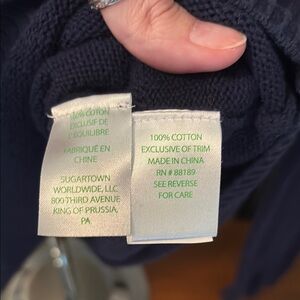 100% COTON
EXCLUSIF DE
L'EQUILIBRE
FABRIQUÉ EN
CHINE
SUGARTOWN
WORLDWIDE, LLC
800 THIRD AVENUE
KING OF PRUSSIA,
PA
100% COTTON
EXCLUSIVE OF TRIM
MADE IN CHINA
RN # 88189
SEE REVERSE
FOR CARE